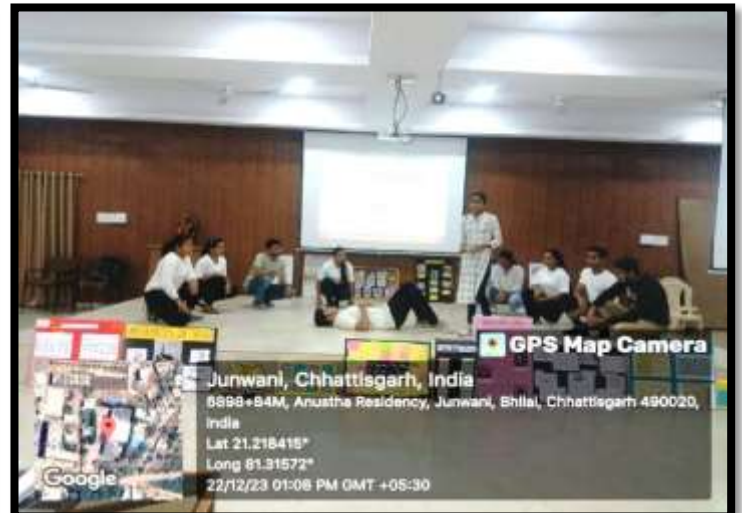 GPS Map Camera
Junwani, Chhattisgarh, India
6898+84M, Anustha Residency, Junwani, Bhilai, Chhattisgarh 490020,
India
Lat 21.218415°
Long 81.31572°
22/12/23 01:08 PM GMT +05:30
Google